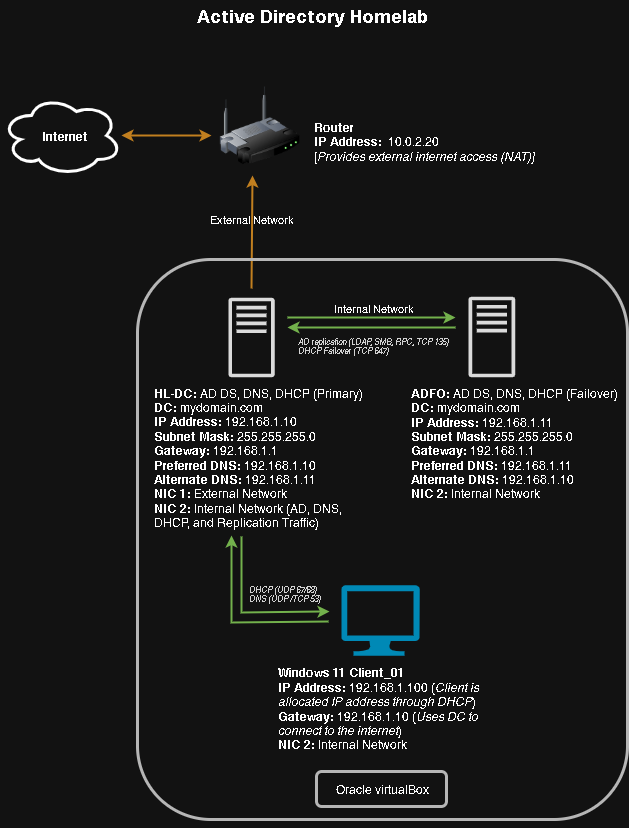 Active Directory Homelab
Internet
Router
IP Address: 10.0.2.20
[Provides external internet access (NAT)]
External Network
Internal Network
AD replication (LDAP, SMB, RPC, TCP 135)
DHCP Failover (TCP 647)
HL-DC: AD DS, DNS, DHCP (Primary)
DC: mydomain.com
IP Address: 192.168.1.10
Subnet Mask: 255.255.255.0
Gateway: 192.168.1.1
Preferred DNS: 192.168.1.10
Alternate DNS: 192.168.1.11
NIC 1: External Network
NIC 2: Internal Network (AD, DNS,
DHCP, and Replication Traffic)
ADFO: AD DS, DNS, DHCP (Failover)
DC: mydomain.com
IP Address: 192.168.1.11
Subnet Mask: 255.255.255.0
Gateway: 192.168.1.1
Preferred DNS: 192.168.1.11
Alternate DNS: 192.168.1.10
NIC 2: Internal Network
DHCP (UDP 67/68)
DNS (UDP/TCP 53)
Windows 11 Client_01
IP Address: 192.168.1.100 (Client is
allocated IP address through DHCP)
Gateway: 192.168.1.10 (Uses DC to
connect to the internet)
NIC 2: Internal Network
Oracle virtualBox